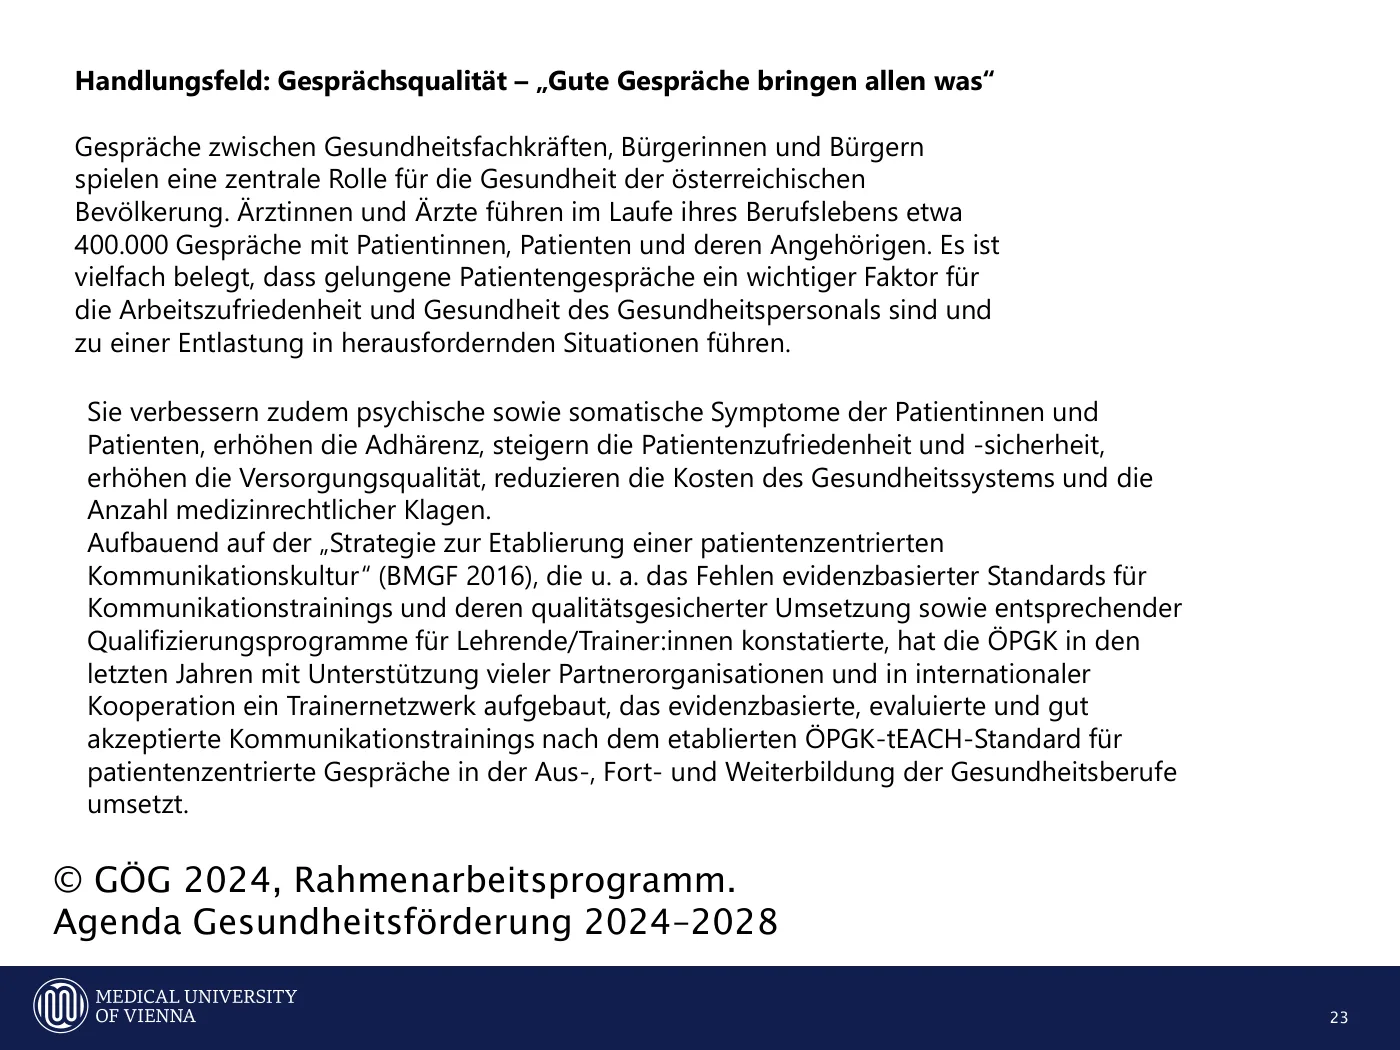 Handlungsfeld: Gesprächsqualität – „Gute Gespräche bringen allen was“
Gespräche zwischen Gesundheitsfachkräften, Bürgerinnen und Bürgern
spielen eine zentrale Rolle für die Gesundheit der österreichischen
Bevölkerung. Ärztinnen und Ärzte führen im Laufe ihres Berufslebens etwa
400.000 Gespräche mit Patientinnen, Patienten und deren Angehörigen. Es ist
vielfach belegt, dass gelungene Patientengespräche ein wichtiger Faktor für
die Arbeitszufriedenheit und Gesundheit des Gesundheitspersonals sind und
zu einer Entlastung in herausfordernden Situationen führen.
Sie verbessern zudem psychische sowie somatische Symptome der Patientinnen und
Patienten, erhöhen die Adhärenz, steigern die Patientenzufriedenheit und -sicherheit,
erhöhen die Versorgungsqualität, reduzieren die Kosten des Gesundheitssystems und die
Anzahl medizinrechtlicher Klagen.
Aufbauend auf der „Strategie zur Etablierung einer patientenzentrierten
Kommunikationskultur“ (BMGF 2016), die u. a. das Fehlen evidenzbasierter Standards für
Kommunikationstrainings und deren qualitätsgesicherter Umsetzung sowie entsprechender
Qualifizierungsprogramme für Lehrende/Trainer:innen konstatierte, hat die ÖPGK in den
letzten Jahren mit Unterstützung vieler Partnerorganisationen und in internationaler
Kooperation ein Trainernetzwerk aufgebaut, das evidenzbasierte, evaluierte und gut
akzeptierte Kommunikationstrainings nach dem etablierten ÖPGK-tEACH-Standard für
patientenzentrierte Gespräche in der Aus-, Fort- und Weiterbildung der Gesundheitsberufe
umsetzt.
© GÖG 2024, Rahmenarbeitsprogramm.
Agenda Gesundheitsförderung 2024–2028
MEDICAL UNIVERSITY
OF VIENNA
23